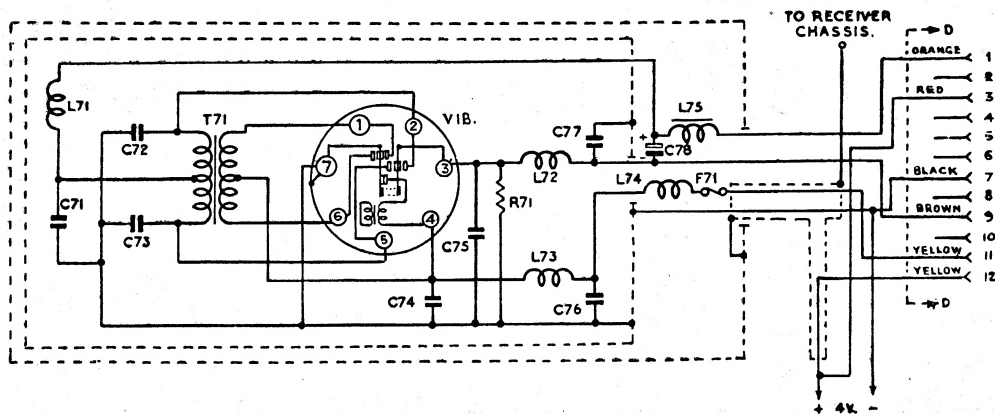 TO RECEIVER
CHASSIS.
D
ORANGE 1
2
RED 3
4
5
6
BLACK 7
8
BROWN 9
10
YELLOW 11
YELLOW 12
D
L71
C71
C72
C73
T71
VIB.
1
2
3
4
5
6
7
C74
C75
R71
L72
L73
C76
C77
C78
+
L75
L74
F71
+ 4V. -